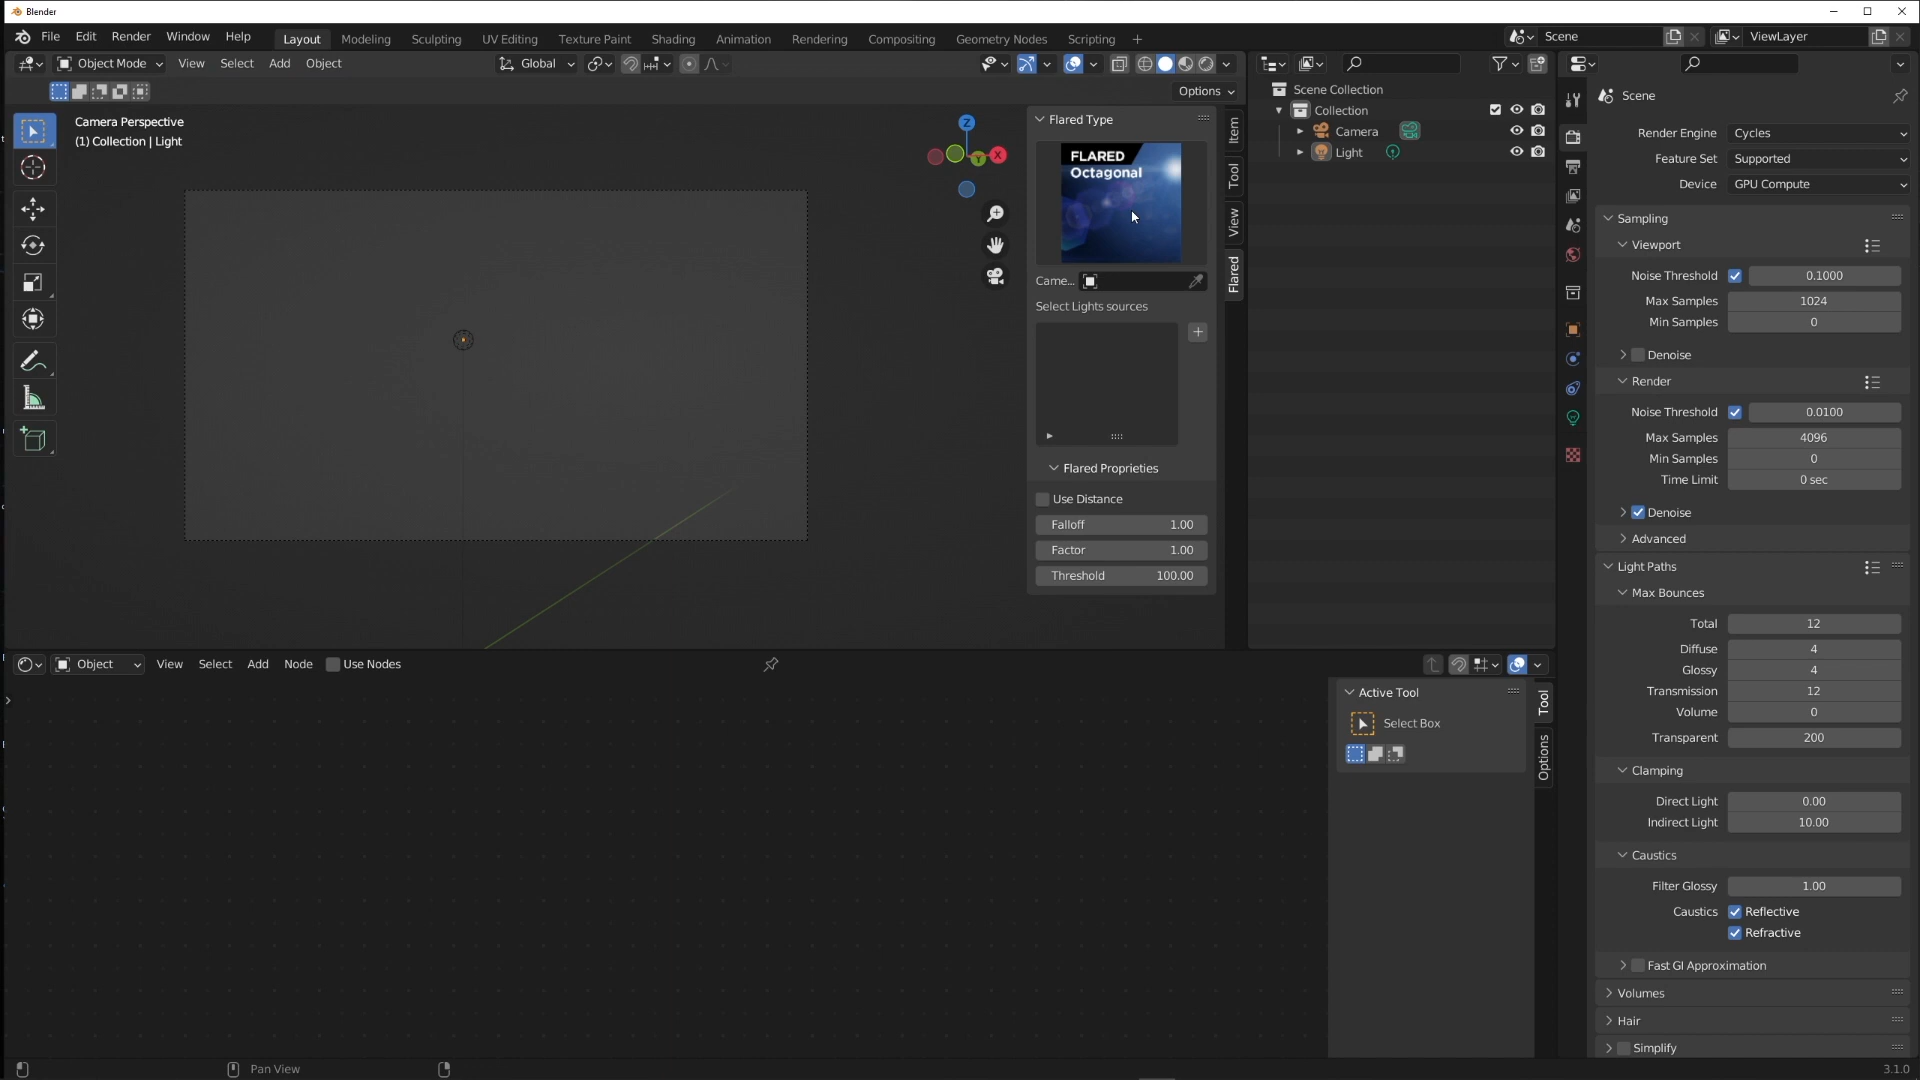 Blender
File Edit Render Window Help Layout Modeling Sculpting UV Editing Texture Paint Shading Animation Rendering Compositing Geometry Nodes Scripting + Scene ViewLayer
Object Mode View Select Add Object Global
Options
Camera Perspective
(1) Collection | Light
Z
X
Y
Flared Type
FLARED
Octagonal
Came...
Select Lights sources
Flared Proprieties
Use Distance
Falloff 1.00
Factor 1.00
Threshold 100.00
Item
Tool
View
Flared
Scene Collection
Collection
Camera
Light
Scene
Render Engine Cycles
Feature Set Supported
Device GPU Compute
Sampling
Viewport
Noise Threshold 0.1000
Max Samples 1024
Min Samples 0
Denoise
Render
Noise Threshold 0.0100
Max Samples 4096
Min Samples 0
Time Limit 0 sec
Denoise
Advanced
Light Paths
Max Bounces
Total 12
Diffuse 4
Glossy 4
Transmission 12
Volume 0
Transparent 200
Clamping
Direct Light 0.00
Indirect Light 10.00
Caustics
Filter Glossy 1.00
Caustics Reflective
Refractive
Fast GI Approximation
Volumes
Hair
Simplify
Object View Select Add Node Use Nodes
Active Tool
Select Box
Tool
Options
Pan View
3.1.0